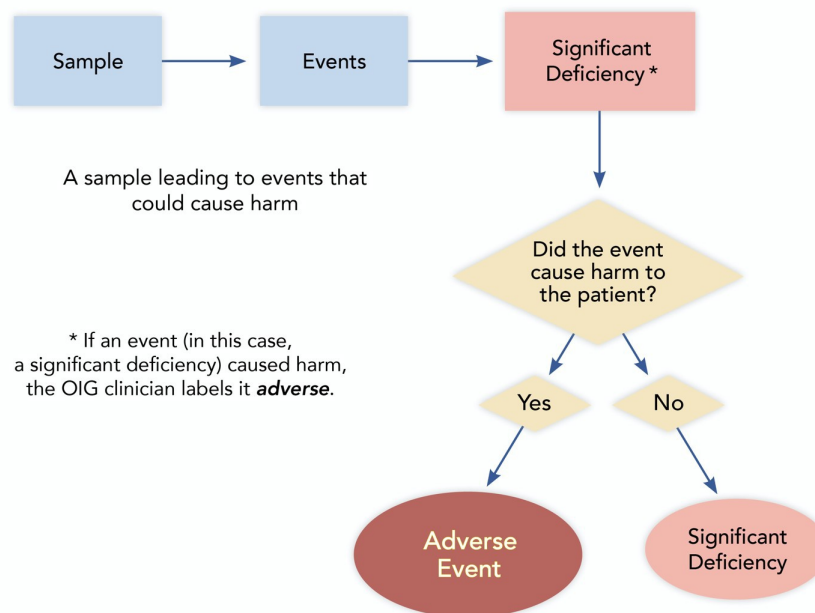 Sample
Events
Significant
Deficiency *
A sample leading to events that
could cause harm
Did the event
cause harm to
the patient?
* If an event (in this case,
a significant deficiency) caused harm,
the OIG clinician labels it adverse.
Yes
No
Adverse
Event
Significant
Deficiency